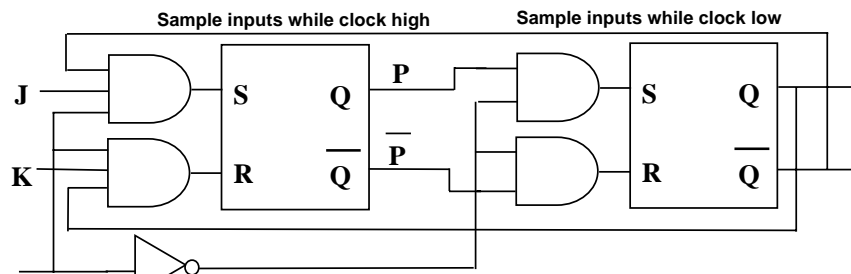 Sample inputs while clock high
Sample inputs while clock low
J
S
Q
P
S
Q
K
R
Q̅
P̅
R
Q̅